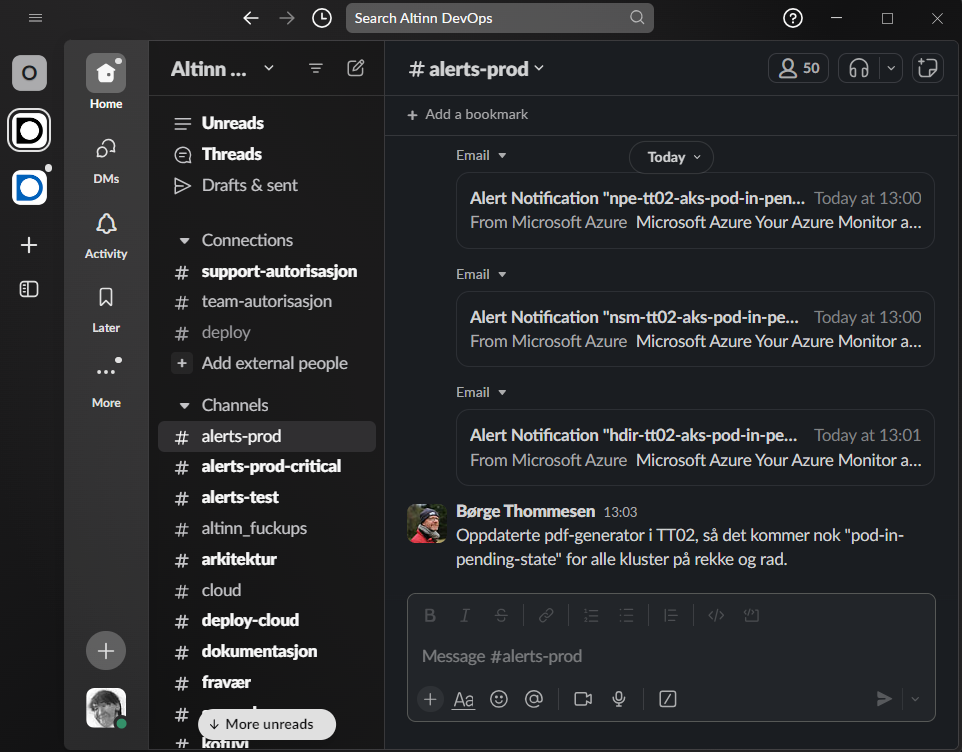 Search Altinn DevOps
O
Home
DMs
Activity
Later
More
Altinn ...
Unreads
Threads
Drafts & sent
Connections
# support-autorisasjon
# team-autorisasjon
# deploy
+ Add external people
Channels
# alerts-prod
# alerts-prod-critical
# alerts-test
# altinn_fuckups
# arkitektur
# cloud
# deploy-cloud
# dokumentasjon
# fravær
#
More unreads
#
# alerts-prod
50
+ Add a bookmark
Email
Today
Alert Notification "npe-tt02-aks-pod-in-pen... Today at 13:00
From Microsoft Azure Microsoft Azure Your Azure Monitor a...
Email
Alert Notification "nsm-tt02-aks-pod-in-pe... Today at 13:00
From Microsoft Azure Microsoft Azure Your Azure Monitor a...
Email
Alert Notification "hdir-tt02-aks-pod-in-pe... Today at 13:01
From Microsoft Azure Microsoft Azure Your Azure Monitor a...
Børge Thommesen 13:03
Oppdaterte pdf-generator i TT02, så det kommer nok "pod-in-
pending-state" for alle kluster på rekke og rad.
B I S
Message #alerts-prod
+ Aa @